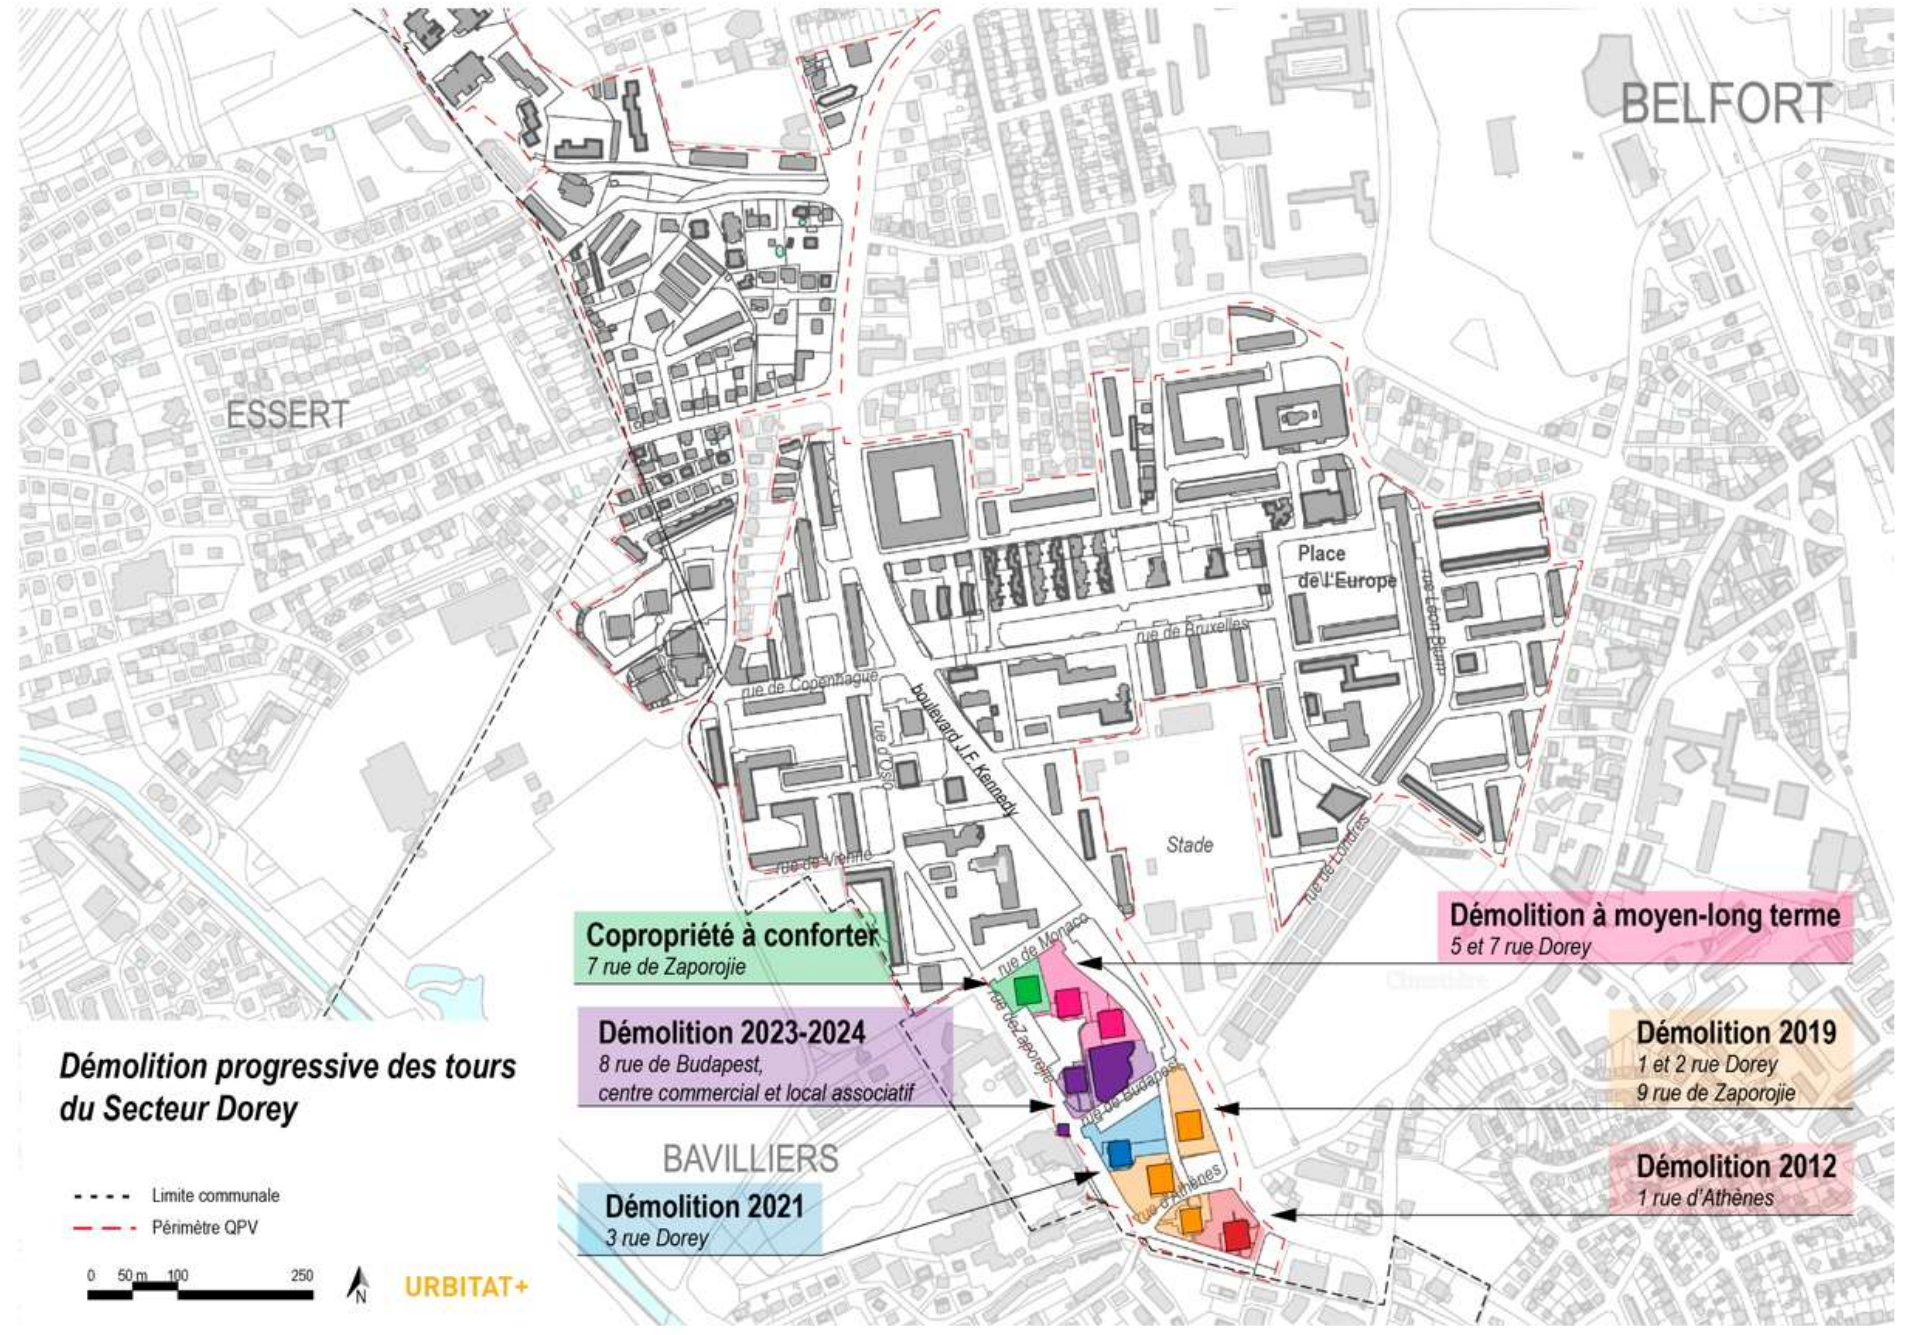 BELFORT
ESSERT
Place
de l'Europe
rue Léon Blum
rue de Bruxelles
rue de Copenhague
boulevard J.F. Kennedy
rue d'Oslo
Stade
rue de Londres
rue de Vienne
Démolition à moyen-long terme
5 et 7 rue Dorey
Copropriété à conforter
7 rue de Zaporojie
rue de Monaco
Cimetière
rue de Zaporojie
Démolition 2023-2024
8 rue de Budapest,
centre commercial et local associatif
Démolition 2019
1 et 2 rue Dorey
9 rue de Zaporojie
rue de Budapest
Démolition progressive des tours
du Secteur Dorey
BAVILLIERS
Démolition 2012
1 rue d'Athènes
rue d'Athènes
Démolition 2021
3 rue Dorey
Limite communale
Périmètre QPV
0 50 m 100 250
N
URBITAT+